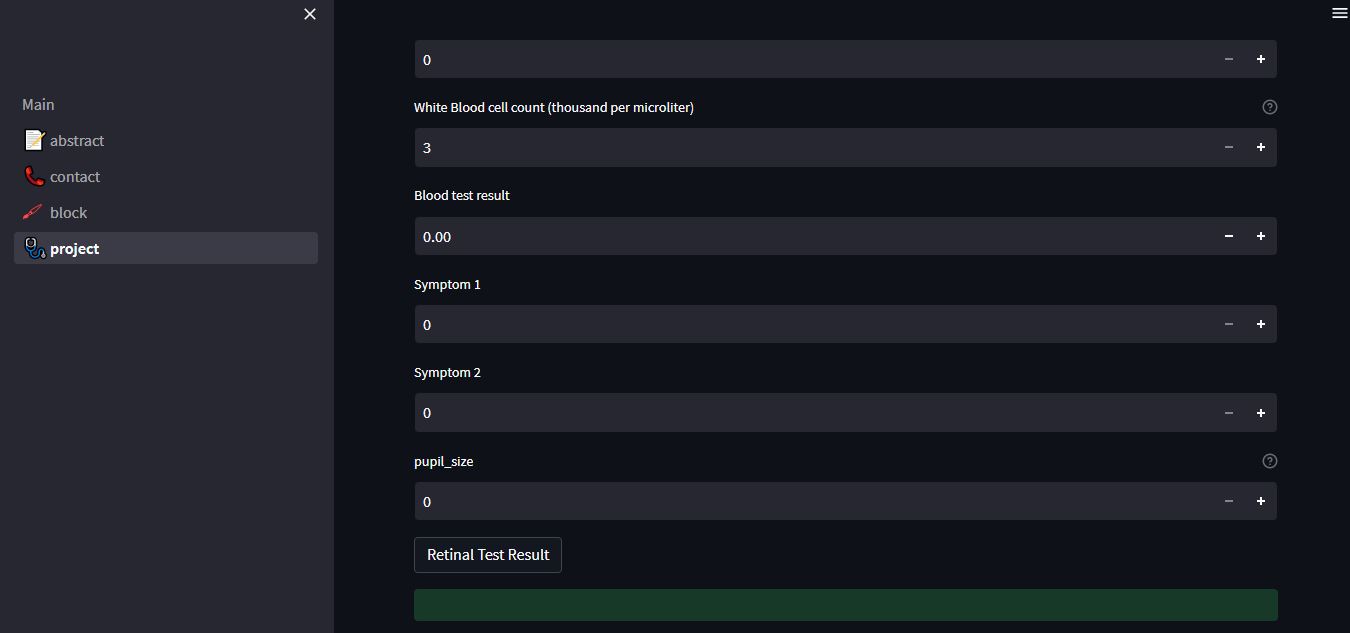 Main
abstract
contact
block
project
0
White Blood cell count (thousand per microliter)
3
Blood test result
0.00
Symptom 1
0
Symptom 2
0
pupil_size
0
Retinal Test Result